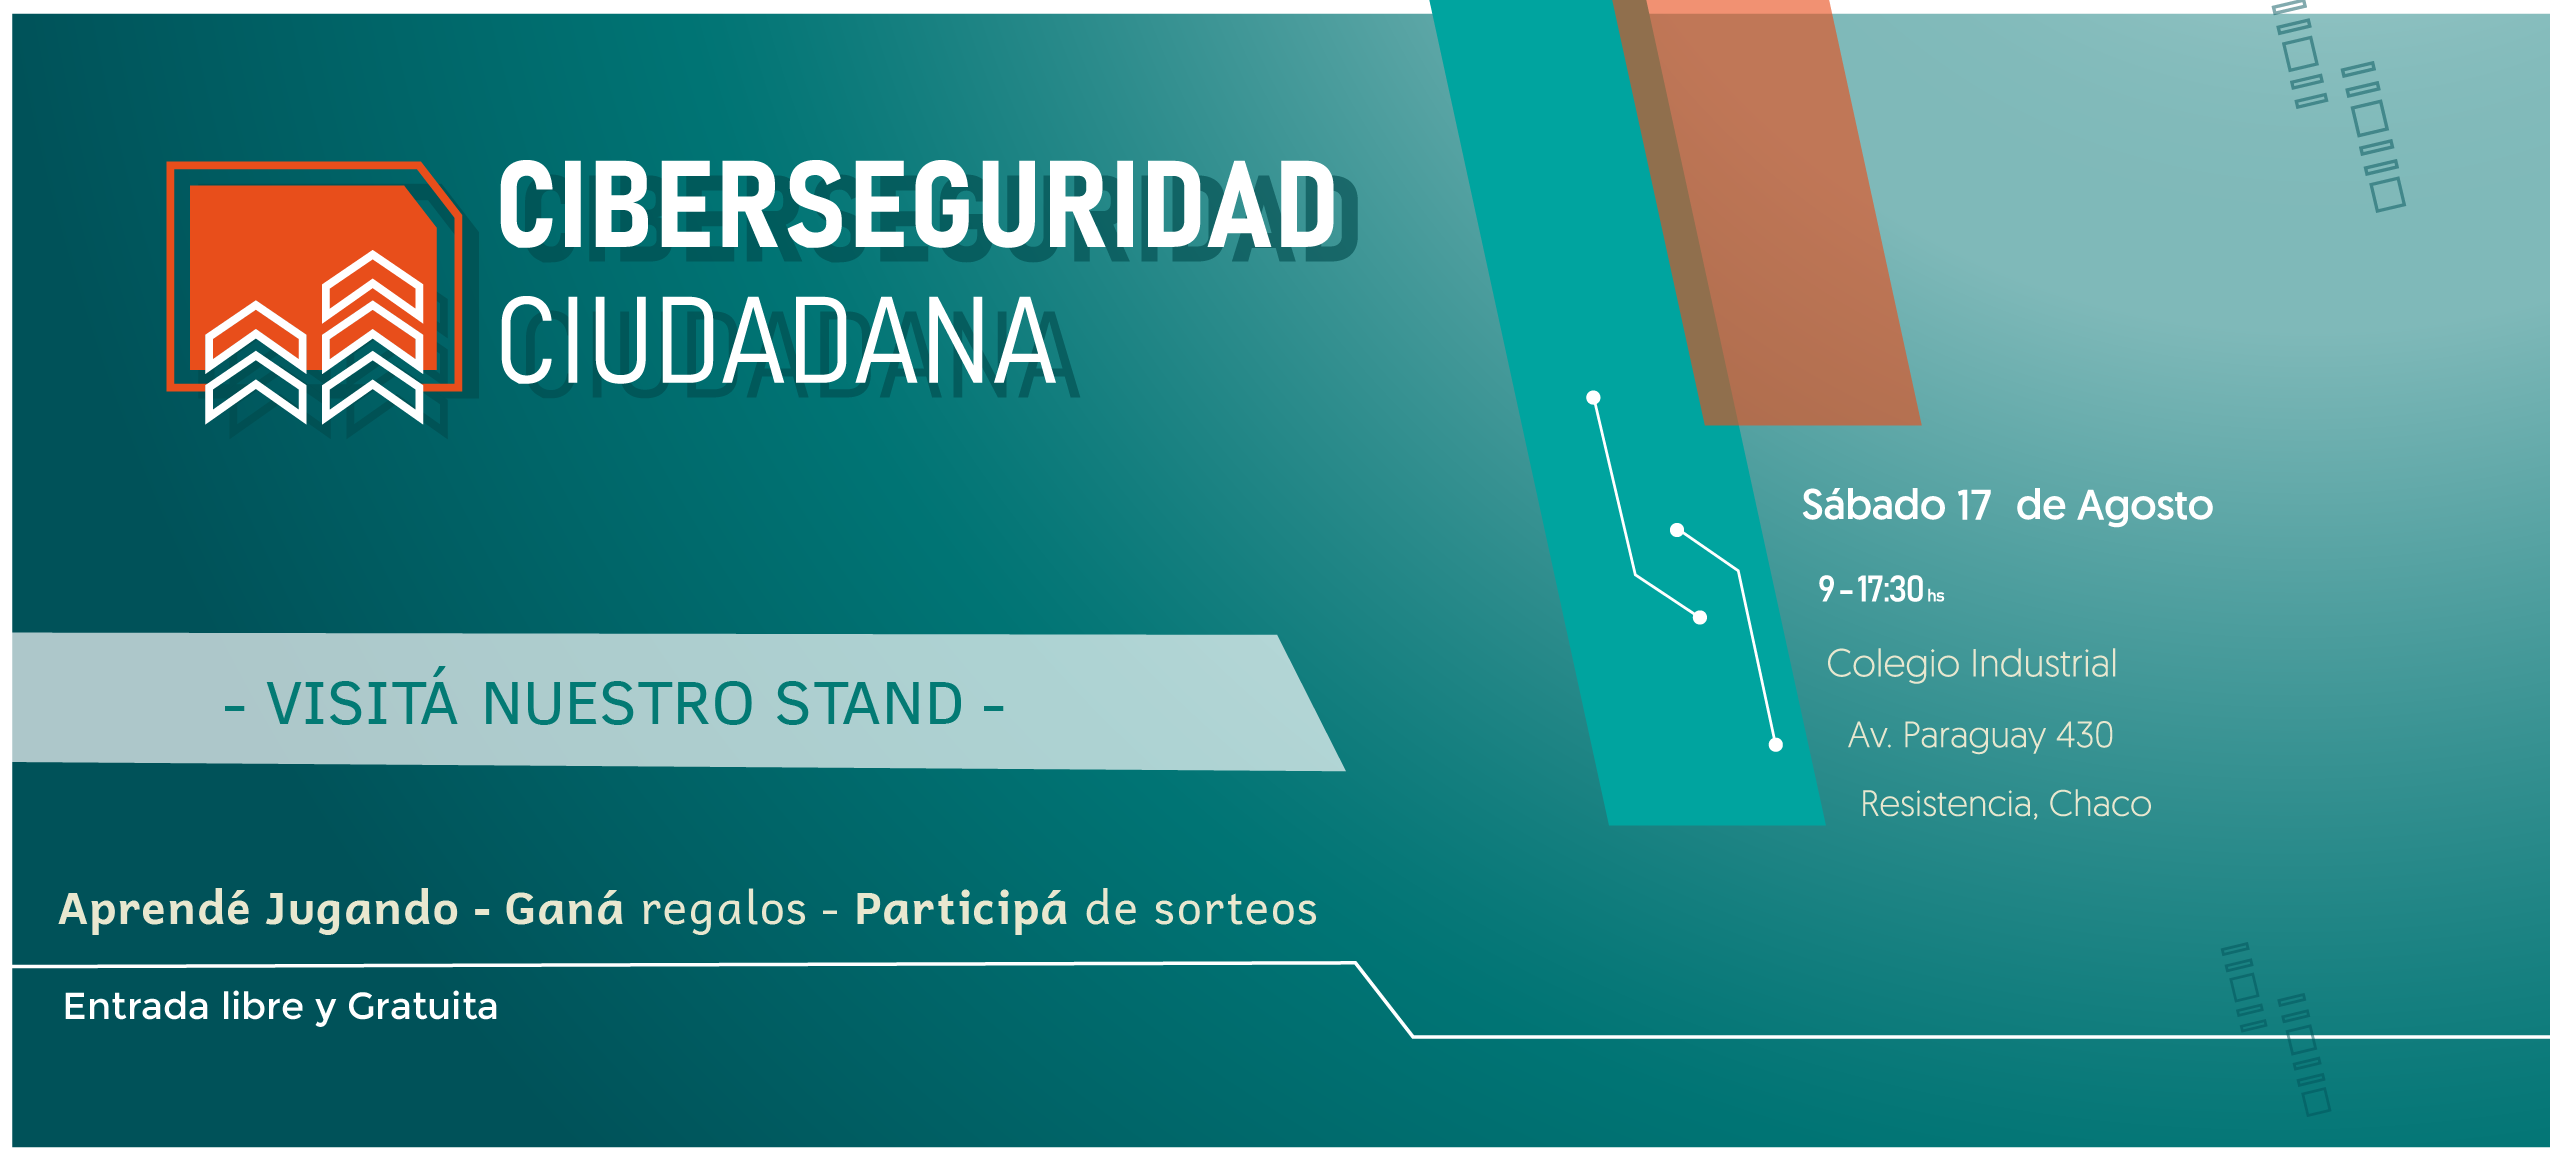 CIBERSEGURIDAD
CIUDADANA
- VISITÁ NUESTRO STAND -
Aprendé Jugando - Ganá regalos - Participá de sorteos
Entrada libre y Gratuita
Sábado 17 de Agosto
9-17:30 hs
Colegio Industrial
Av. Paraguay 430
Resistencia, Chaco